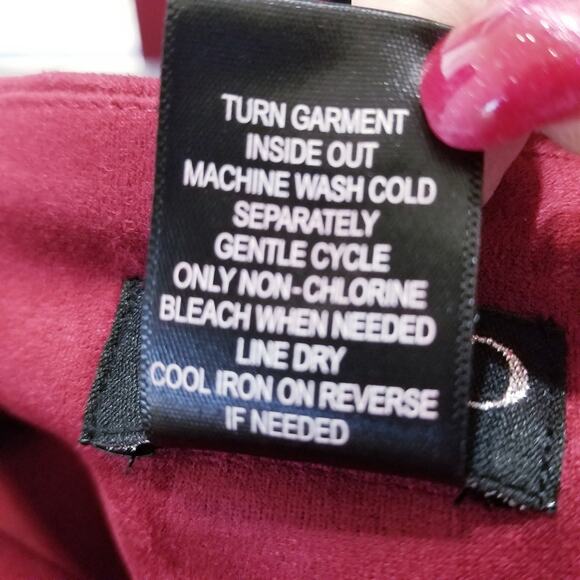 TURN GARMENT
INSIDE OUT
MACHINE WASH COLD
SEPARATELY
GENTLE CYCLE
ONLY NON-CHLORINE
BLEACH WHEN NEEDED
LINE DRY
COOL IRON ON REVERSE
IF NEEDED